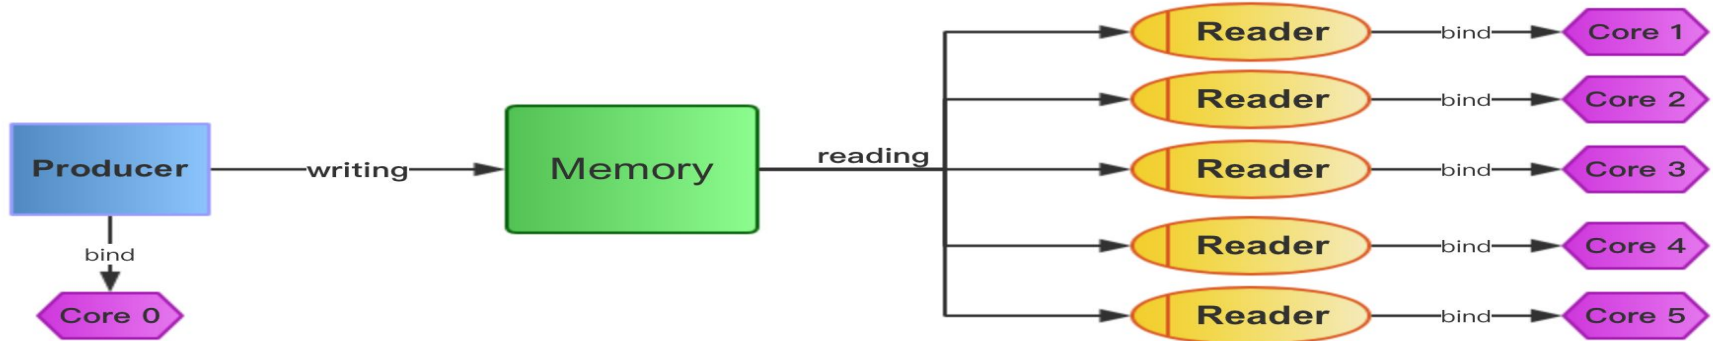 Producer
bind
Core 0
writing
Memory
reading
Reader
bind
Core 1
Reader
bind
Core 2
Reader
bind
Core 3
Reader
bind
Core 4
Reader
bind
Core 5